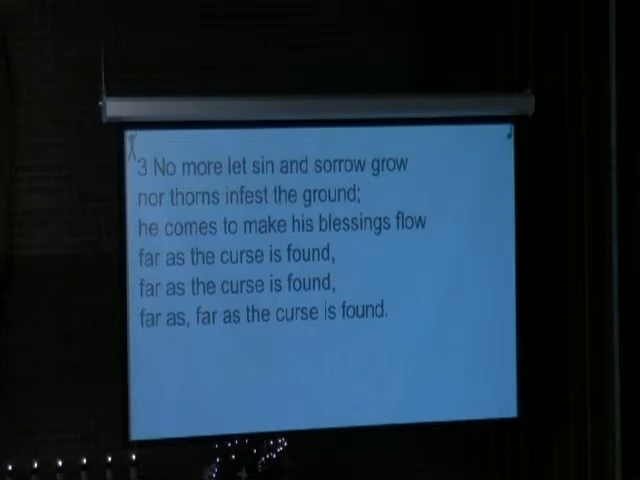 3 No more let sin and sorrow grow
nor thorns infest the ground;
he comes to make his blessings flow
far as the curse is found,
far as the curse is found,
far as, far as the curse is found.